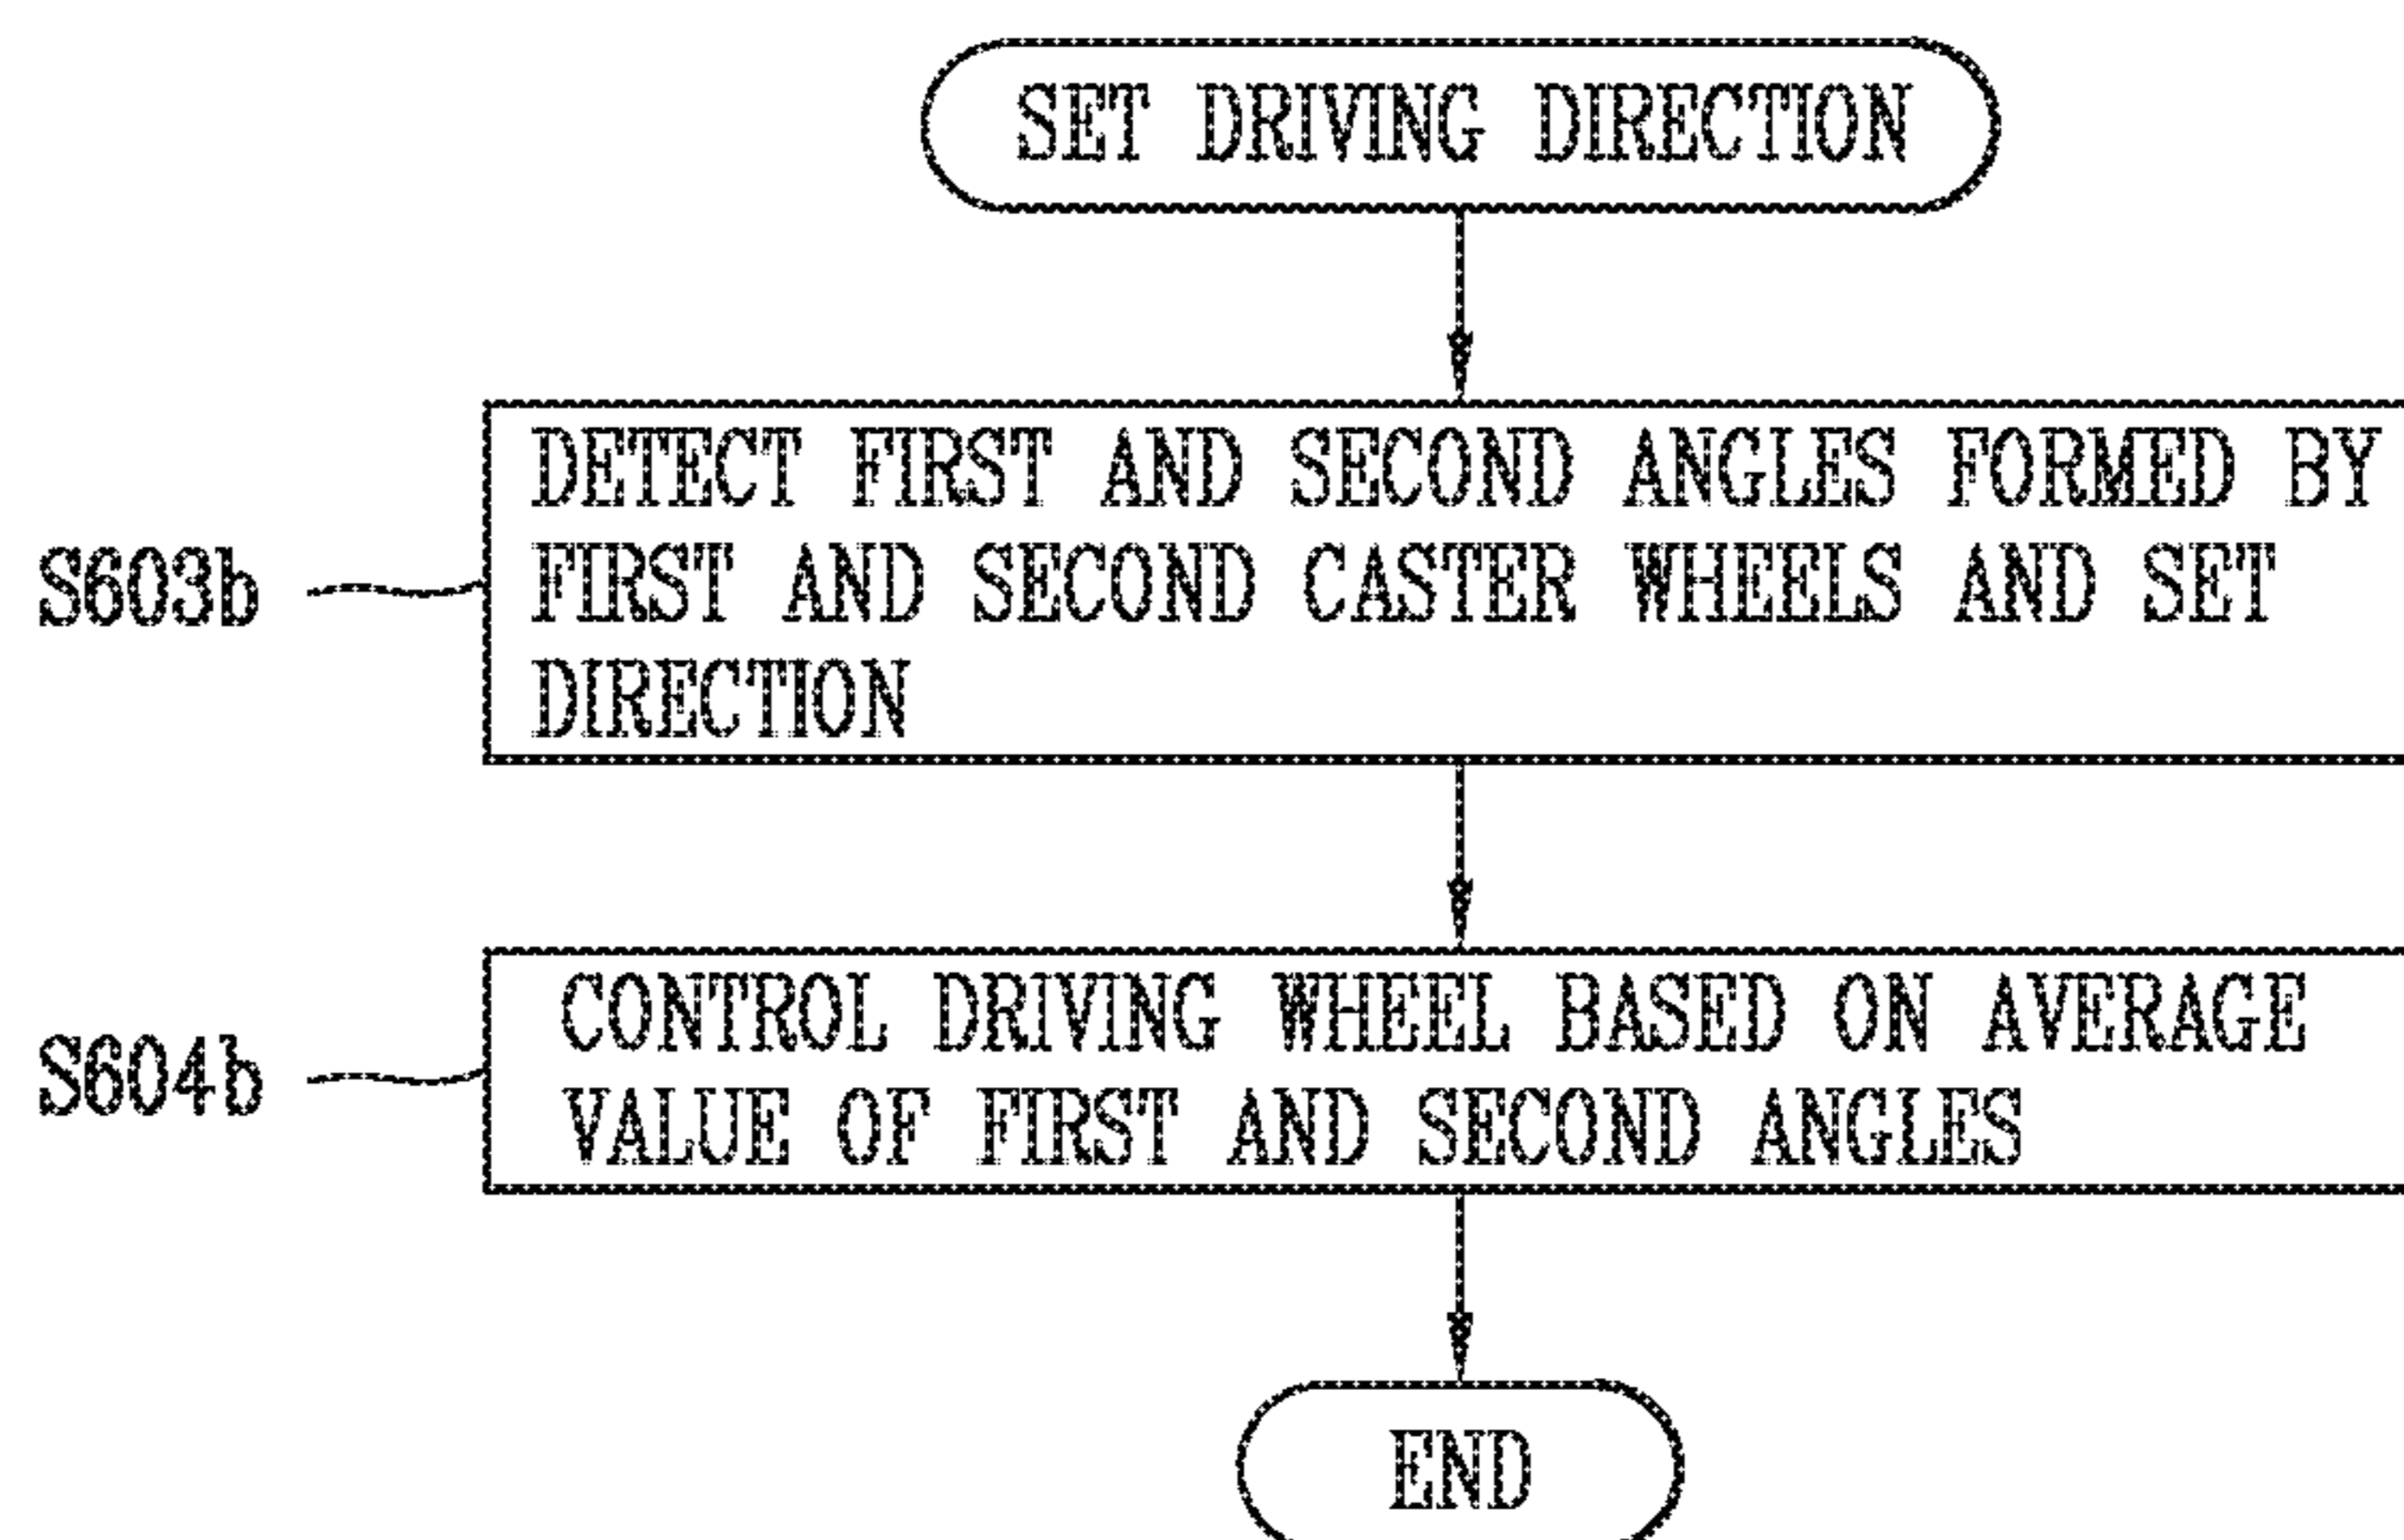 SET DRIVING DIRECTION
DETECT FIRST AND SECOND ANGLES FORMED BY
FIRST AND SECOND CASTER WHEELS AND SET
DIRECTION
S603b
CONTROL DRIVING WHEEL BASED ON AVERAGE
VALUE OF FIRST AND SECOND ANGLES
S604b
END